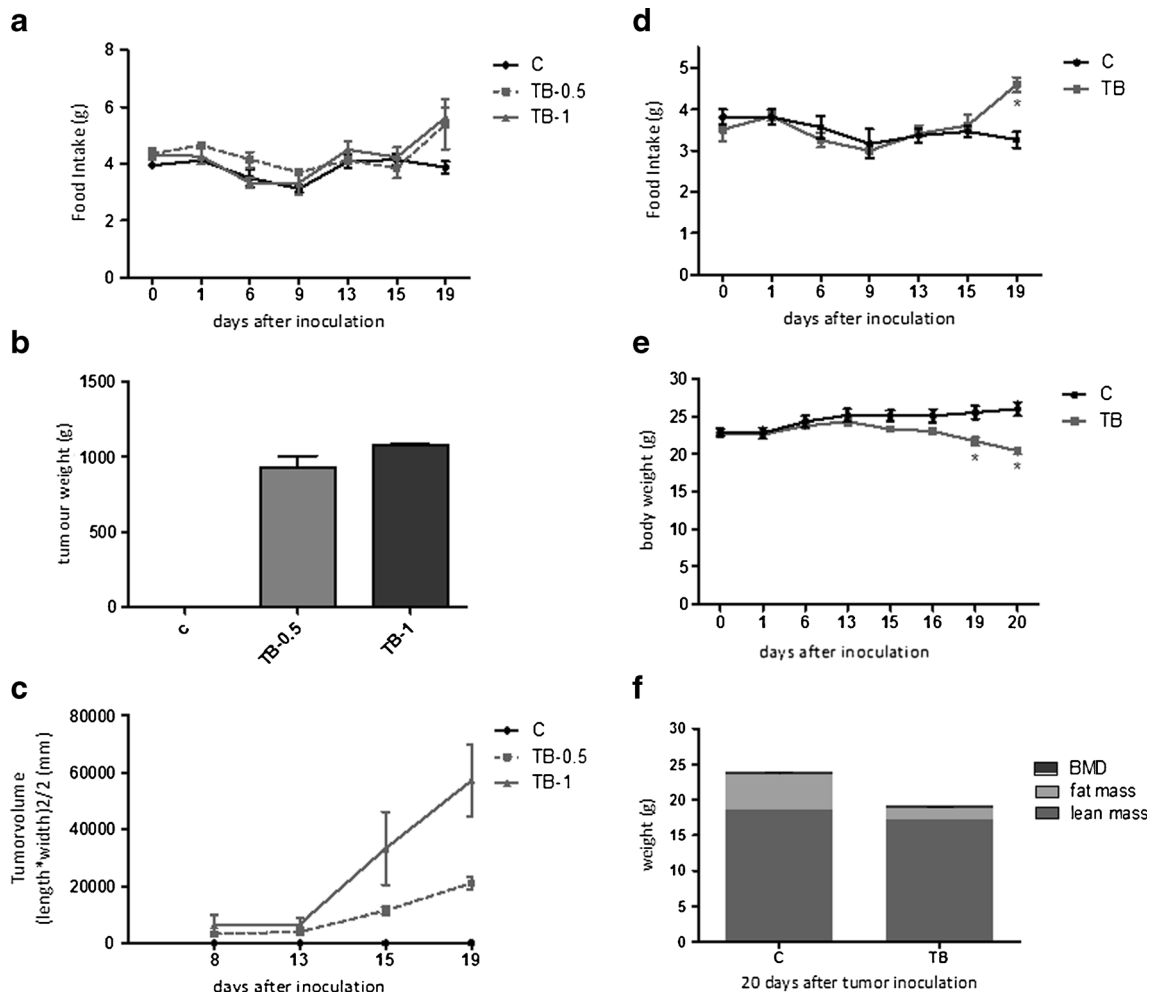 a
8
6
4
2
0
Food Intake (g)
0 1 6 9 13 15 19
days after inoculation
C
TB-0.5
TB-1
b
1500
1000
500
0
tumour weight (g)
c TB-0.5 TB-1
c
80000
60000
40000
20000
0
Tumorvolume
(length*width)2/2 (mm)
8 13 15 19
days after inoculation
C
TB-0.5
TB-1
d
5
4
3
2
1
0
Food Intake (g)
*
0 1 6 9 13 15 19
days after inoculation
C
TB
e
30
25
20
15
10
5
0
body weight (g)
* *
0 1 6 13 15 16 19 20
days after inoculation
C
TB
f
30
25
20
15
10
5
0
weight (g)
C TB
20 days after tumor inoculation
BMD
fat mass
lean mass